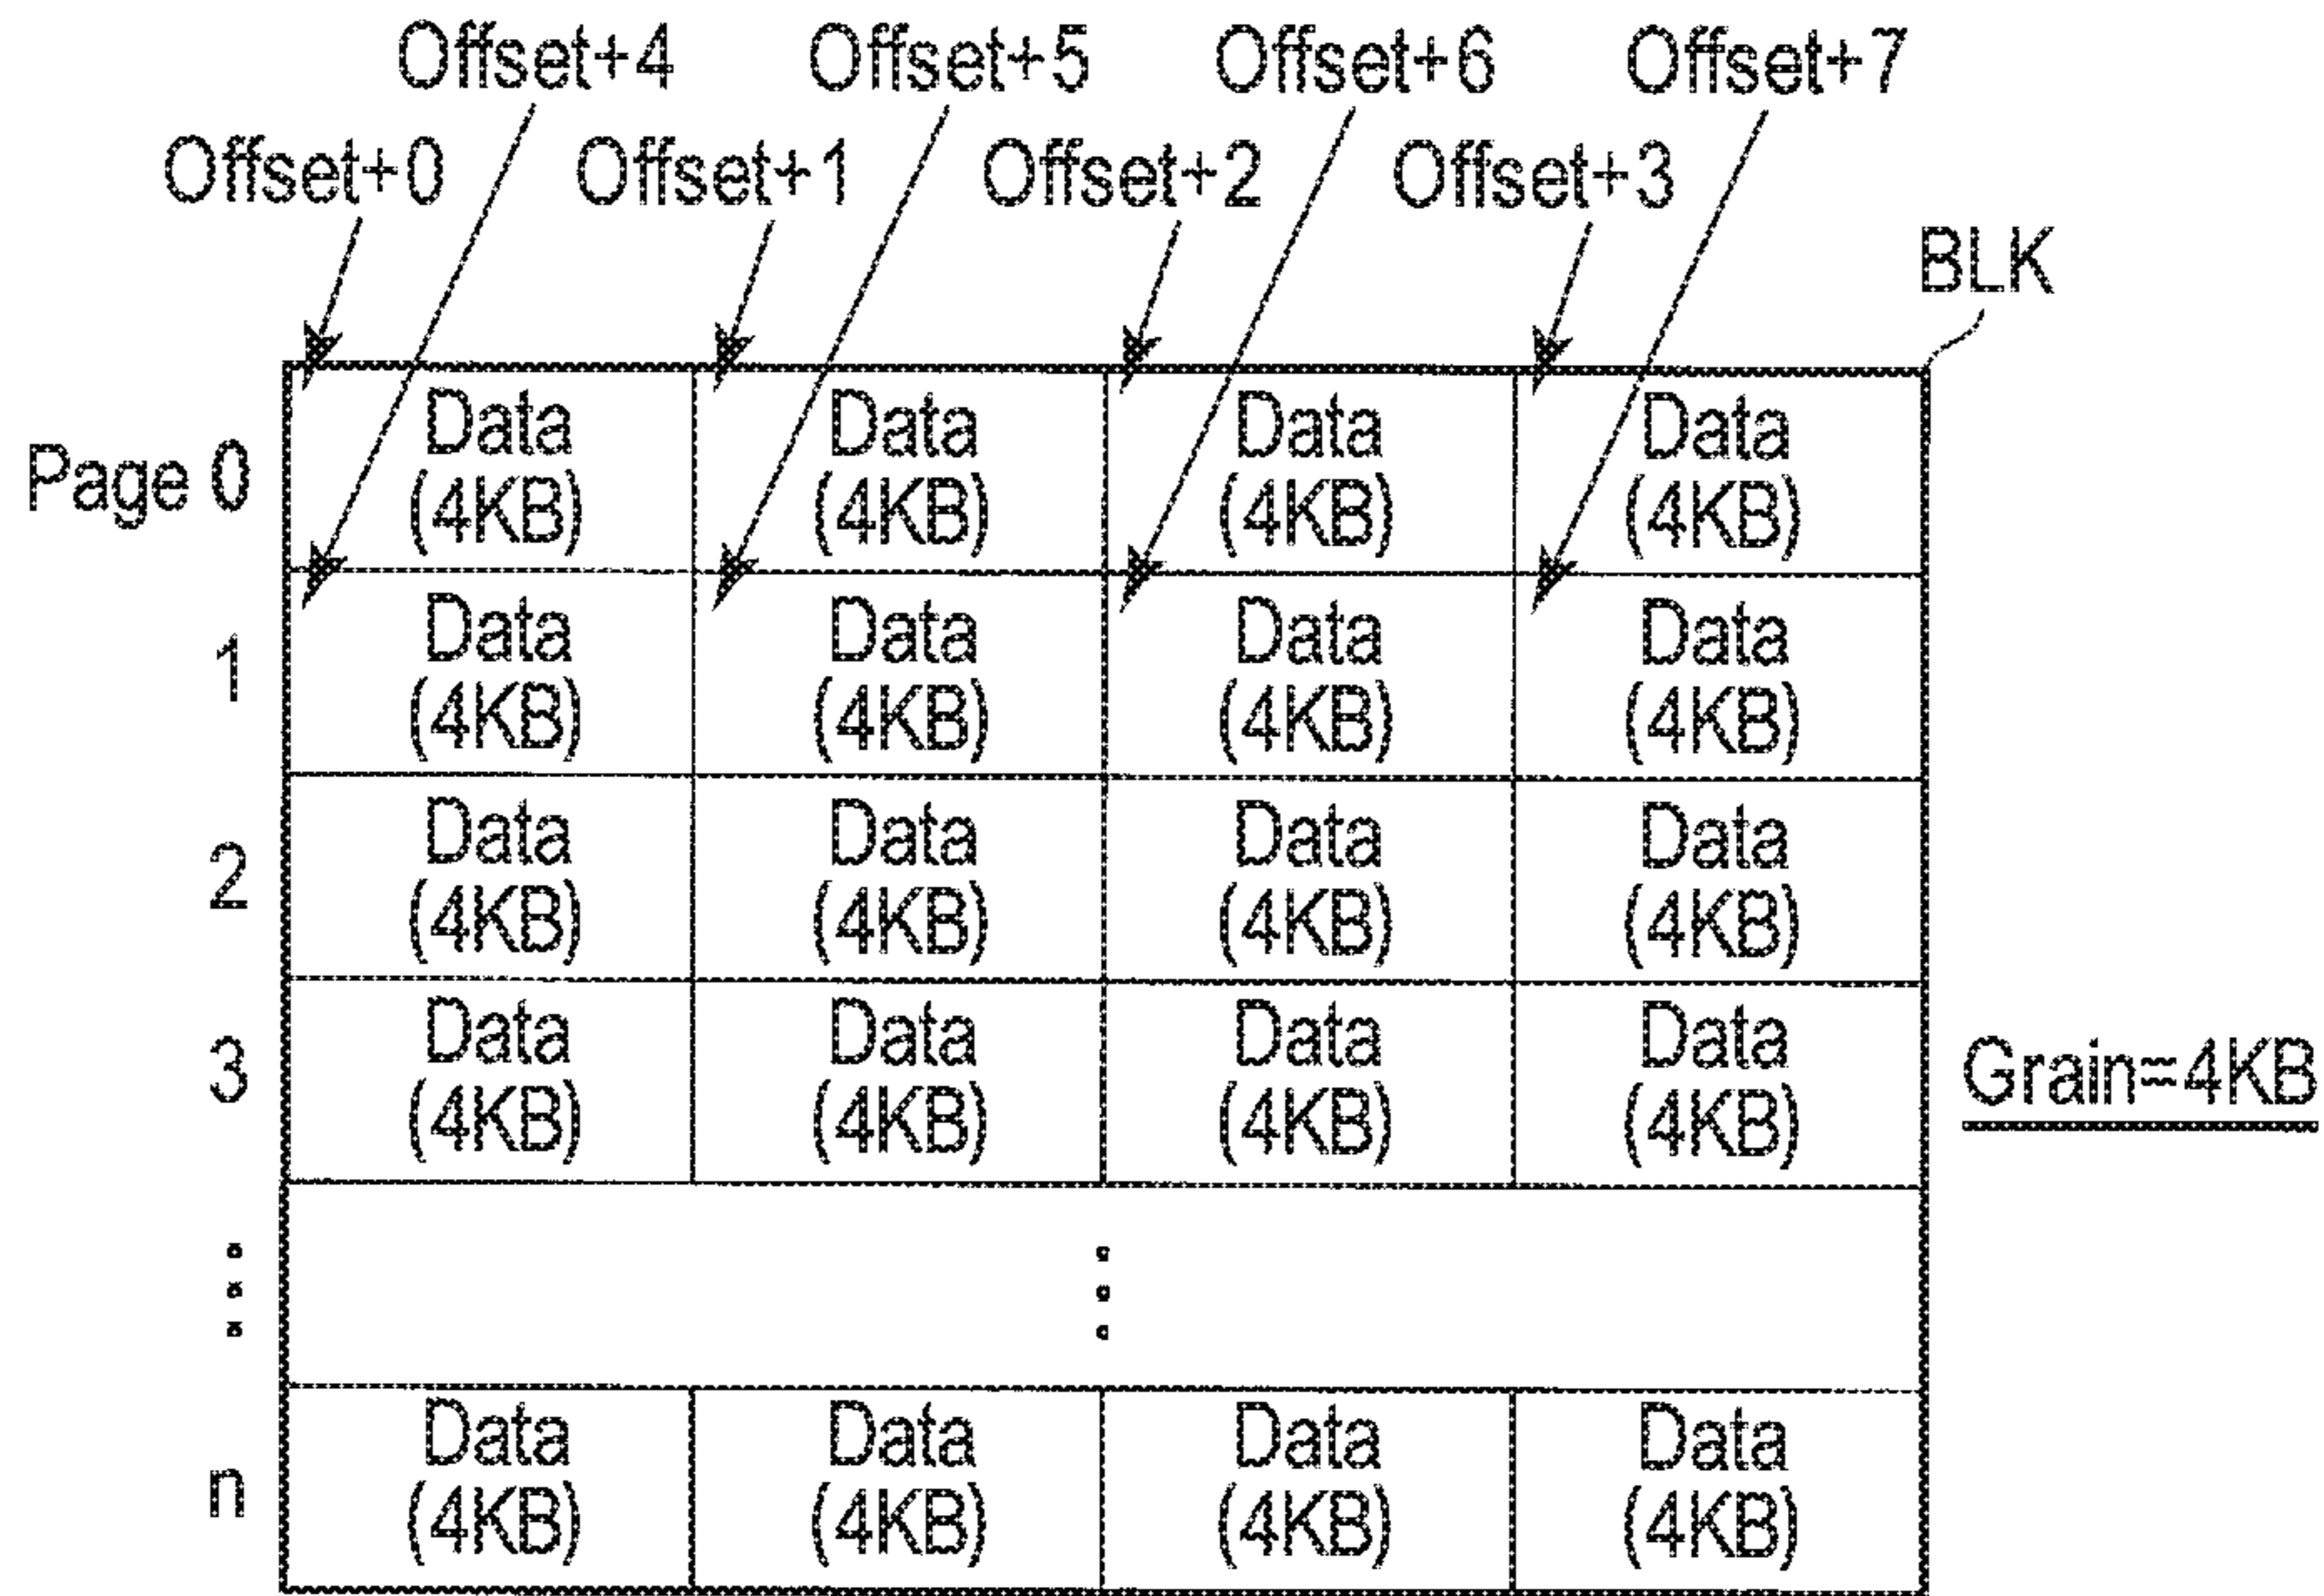 Offset+4 Offset+5 Offset+6 Offset+7
Offset+0 Offset+1 Offset+2 Offset+3
BLK
Data Data Data Data
Page 0
(4KB) (4KB) (4KB) (4KB)
Data Data Data Data
1
(4KB) (4KB) (4KB) (4KB)
Data Data Data Data
2
(4KB) (4KB) (4KB) (4KB)
Data Data Data Data
3
(4KB) (4KB) (4KB) (4KB)
Grain=4KB
Data Data Data Data
n
(4KB) (4KB) (4KB) (4KB)